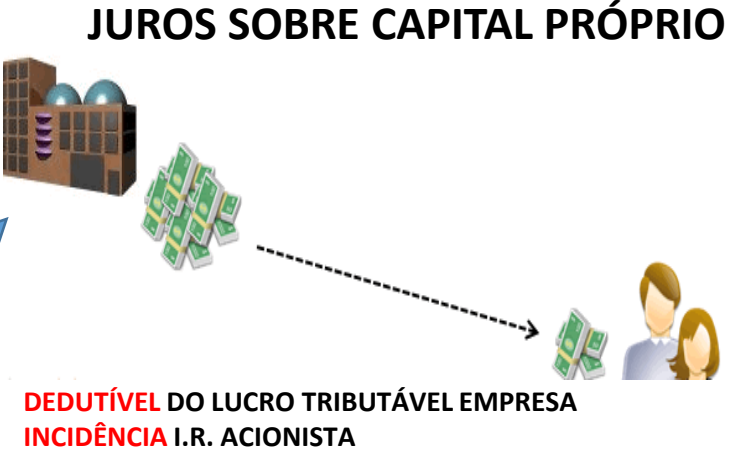 JUROS SOBRE CAPITAL PRÓPRIO
DEDUTÍVEL DO LUCRO TRIBUTÁVEL EMPRESA
INCIDÊNCIA I.R. ACIONISTA